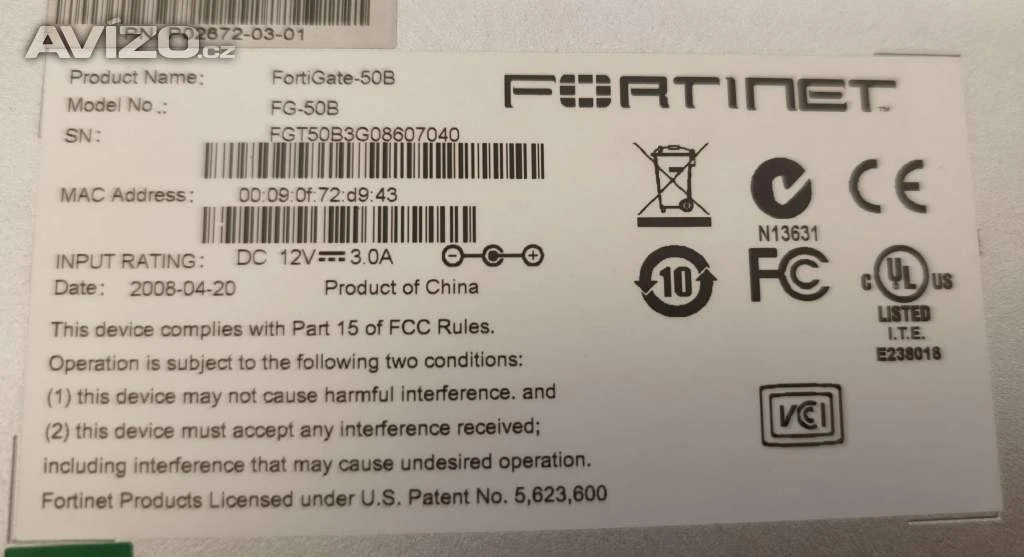 PN: P02672-03-01
AVÍZO.cz
Product Name: FortiGate-50B
FORTINET™
Model No.: FG-50B
SN: FGT50B3G08607040
MAC Address: 00:09:0f:72:d9:43
N13631
CE
INPUT RATING: DC 12V 3.0A
10
FC
c UL US
LISTED
I.T.E.
E238018
Date: 2008-04-20 Product of China
This device complies with Part 15 of FCC Rules.
Operation is subject to the following two conditions:
(1) this device may not cause harmful interference. and
(2) this device must accept any interference received;
including interference that may cause undesired operation.
VCI
Fortinet Products Licensed under U.S. Patent No. 5,623,600